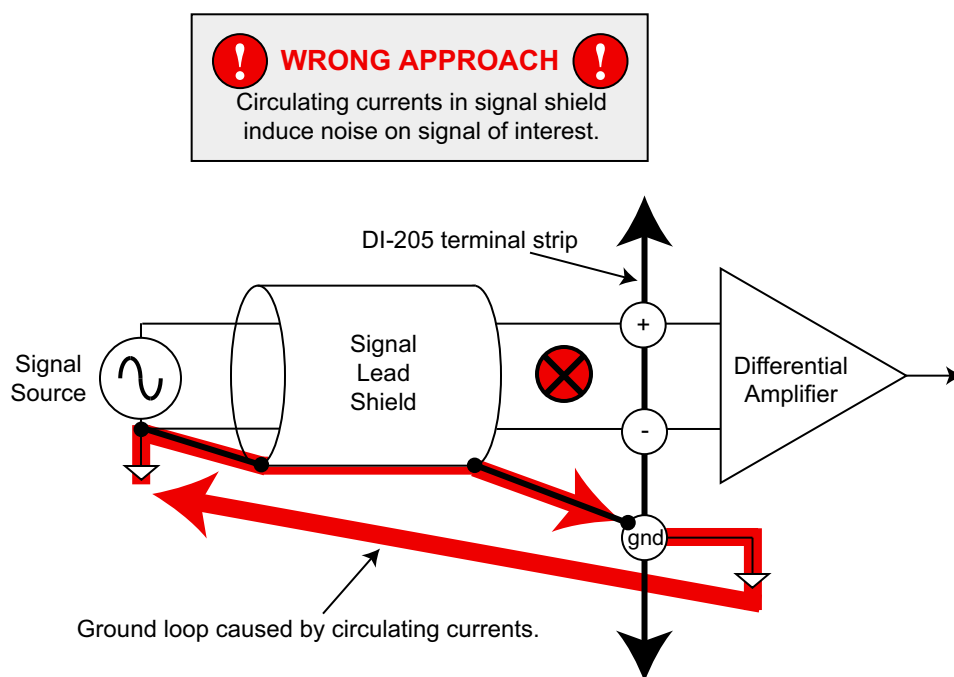 ! WRONG APPROACH !
Circulating currents in signal shield
induce noise on signal of interest.
DI-205 terminal strip
Signal
Source
Signal
Lead
Shield
+
-
gnd
Differential
Amplifier
Ground loop caused by circulating currents.